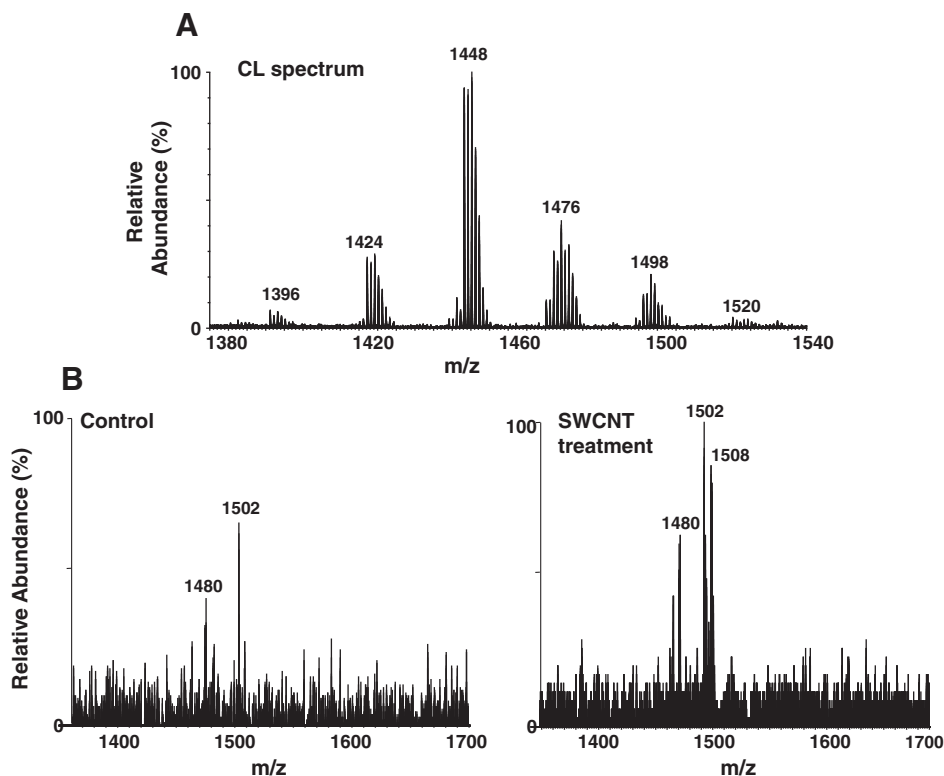 A
CL spectrum
Relative
Abundance (%)
100
0
1396
1424
1448
1476
1498
1520
1380 1420 1460 1500 1540
m/z
B
Control
Relative Abundance (%)
100
0
1480
1502
1400 1500 1600 1700
m/z
SWCNT
treatment
100
0
1480
1502
1508
1400 1500 1600 1700
m/z